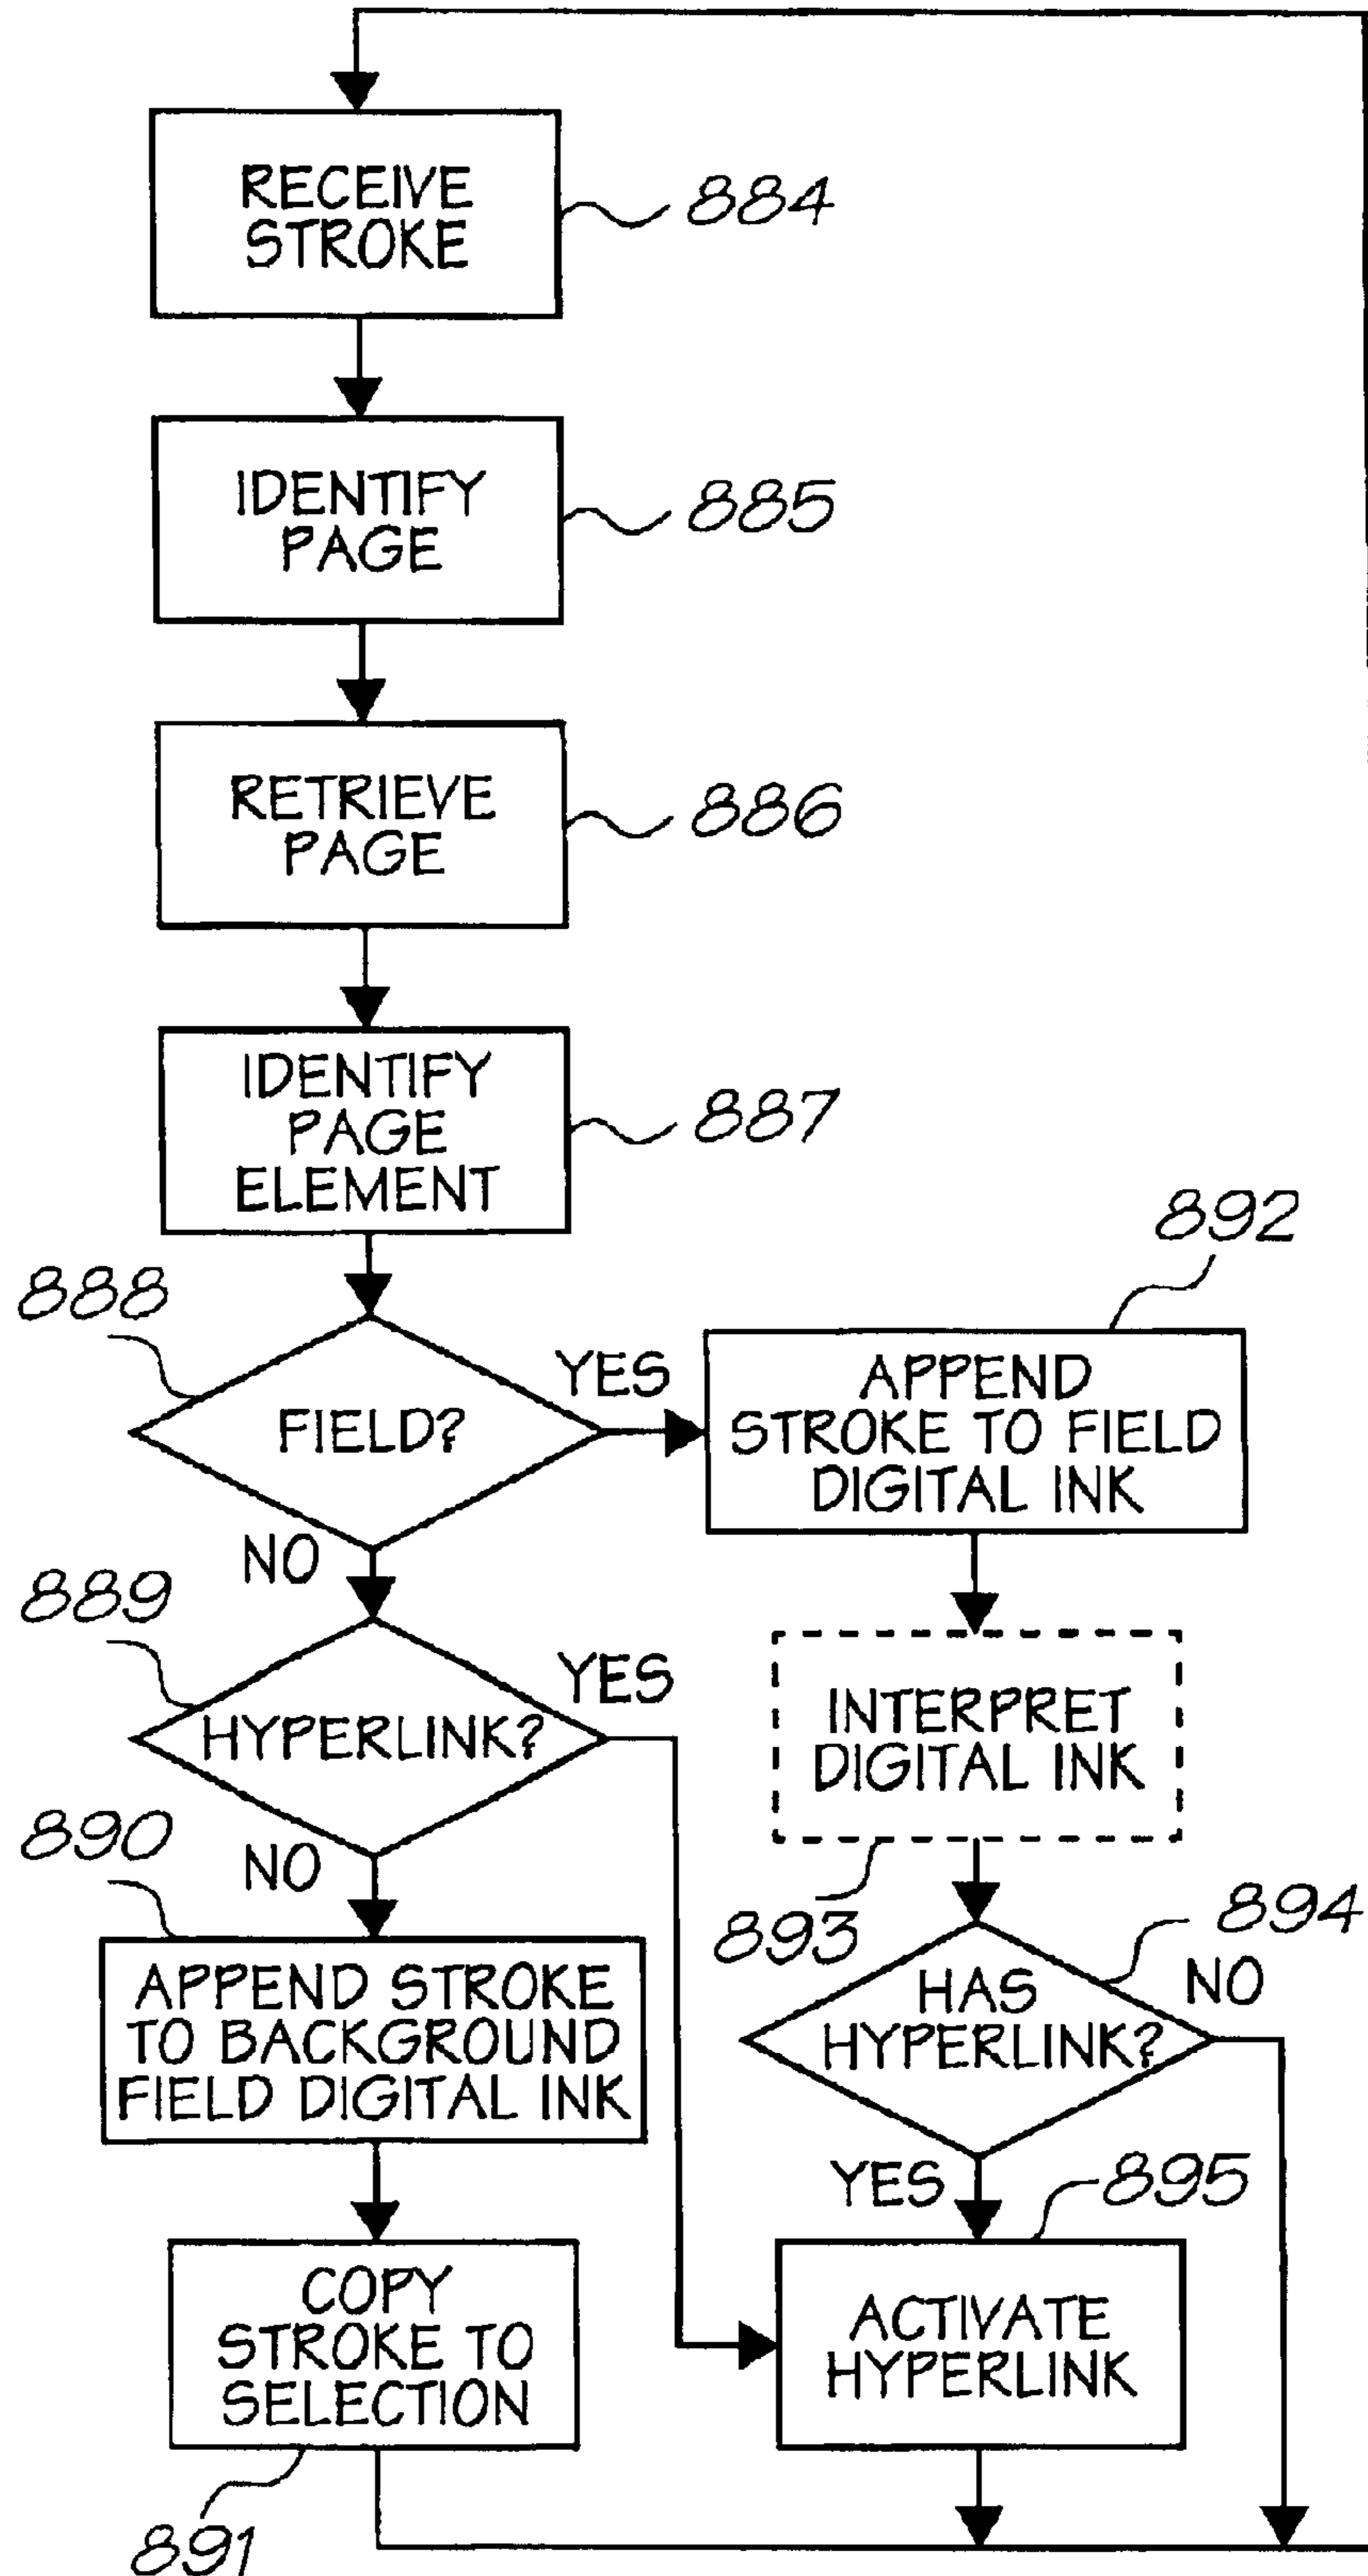 RECEIVE
STROKE
884
IDENTIFY
PAGE
885
RETRIEVE
PAGE
886
IDENTIFY
PAGE
ELEMENT
887
888
FIELD?
YES
NO
892
APPEND
STROKE TO FIELD
DIGITAL INK
889
HYPERLINK?
YES
NO
INTERPRET
DIGITAL INK
893
890
APPEND STROKE
TO BACKGROUND
FIELD DIGITAL INK
894
HAS
HYPERLINK?
NO
YES
895
COPY
STROKE TO
SELECTION
891
ACTIVATE
HYPERLINK